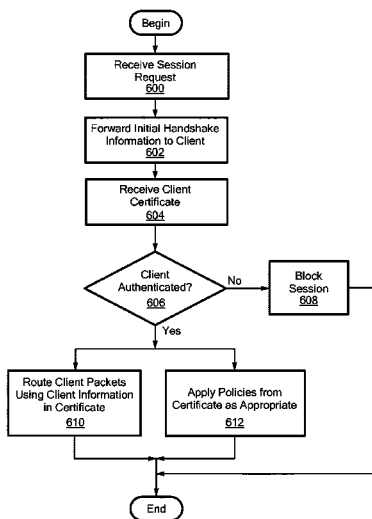 Begin
Receive Session
Request
600
Forward Initial Handshake
Information to Client
602
Receive Client
Certificate
604
Client
Authenticated?
606
No
Block
Session
608
Yes
Route Client Packets
Using Client Information
in Certificate
610
Apply Policies from
Certificate as Appropriate
612
End